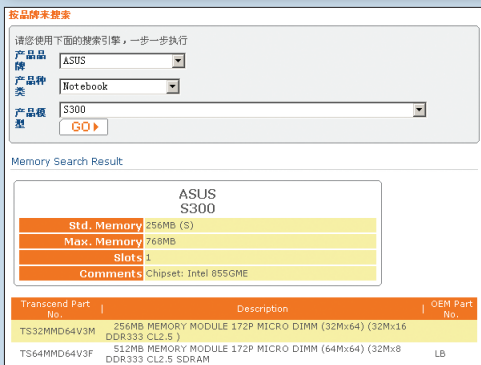 按品牌来搜索
请您使用下面的搜索引擎，一步一步执行
产品品牌 ASUS
产品种类 Notebook
产品模型 S300
GO
Memory Search Result
ASUS
S300
Std. Memory 256MB (S)
Max. Memory 768MB
Slots 1
Comments Chipset: Intel 855GME
Transcend Part No. | Description | OEM Part No.
TS32MMD64V3M 256MB MEMORY MODULE 172P MICRO DIMM (32Mx64) (32Mx16
DDR333 CL2.5 )
TS64MMD64V3F 512MB MEMORY MODULE 172P MICRO DIMM (64Mx64) (32Mx8 LB
DDR333 CL2.5 SDRAM